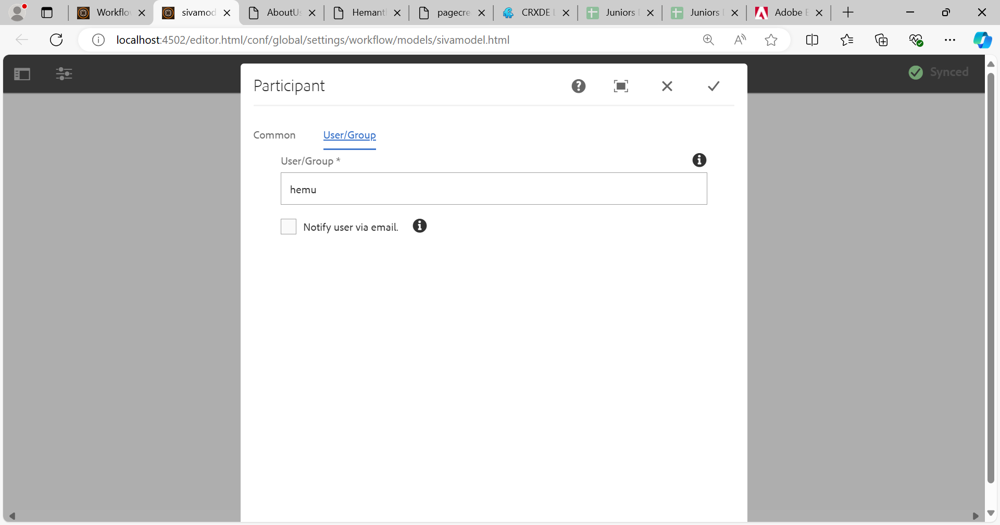 Workflo
sivamod
AboutUs
Hemant
pagecre
CRXDE
Juniors
Juniors
Adobe
localhost:4502/editor.html/conf/global/settings/workflow/models/sivamodel.html
Synced
Participant
Common
User/Group
User/Group *
hemu
Notify user via email.